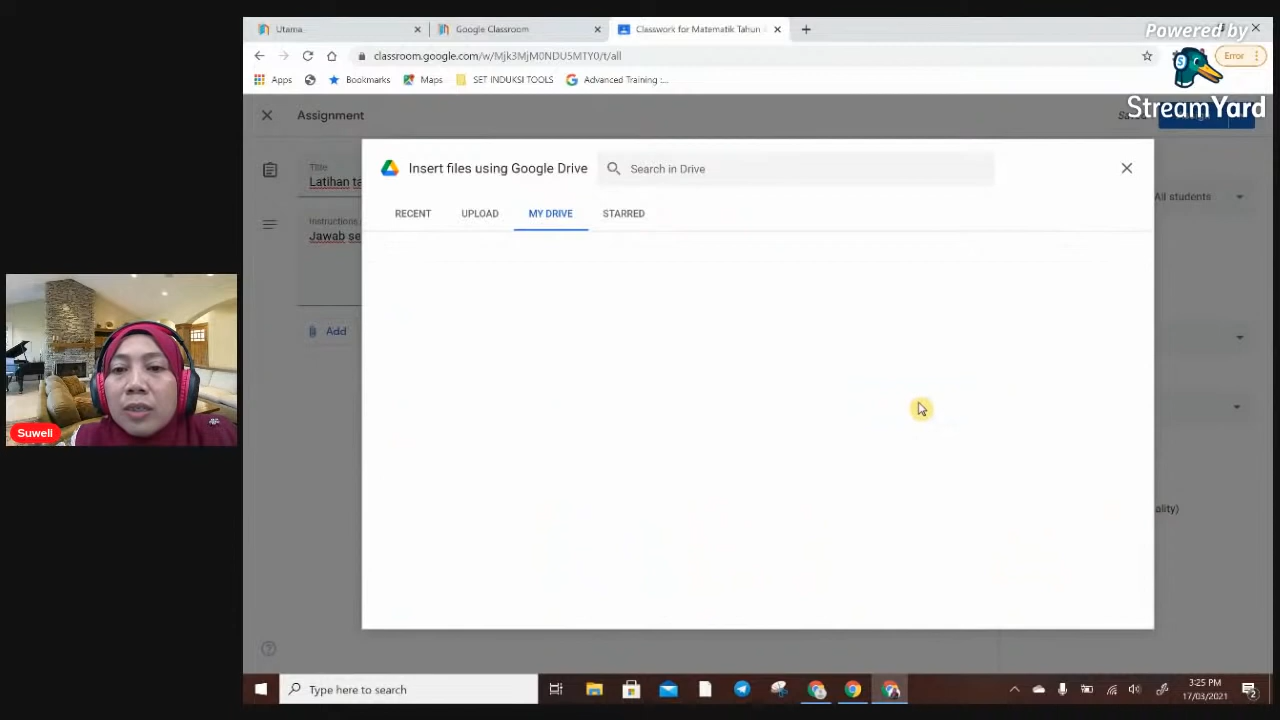 Utama
Google Classroom
Classwork for Matematik Tahun
Powered by
classroom.google.com/w/Mjk3MjM0NDU5MTY0/t/all
Error
Apps
Bookmarks
Maps
SET INDUKSI TOOLS
Advanced Training :...
StreamYard
Assignment
Insert files using Google Drive
Search in Drive
Title
Latihan ta
All students
RECENT
UPLOAD
MY DRIVE
STARRED
Instructions
Jawab se
Add
Suwell
ality)
Type here to search
3:25 PM
17/03/2021
2